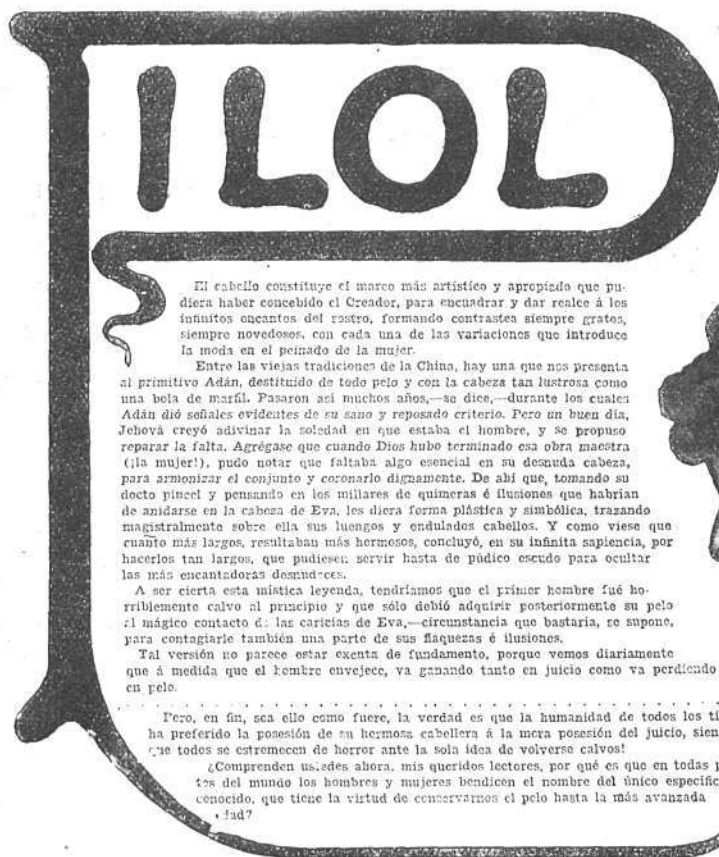 PILOL
El cabello constituye el marco más artístico y apropiado que pu-
diera haber concebido el Creador, para encuadrar y dar realce á los
infinitos encantos del rostro, formando contrastes siempre gratos,
siempre novedosos, con cada una de las variaciones que introduce
la moda en el peinado de la mujer.
Entre las viejas tradiciones de la China, hay una que nos presenta
al primitivo Adán, destituido de todo pelo y con la cabeza tan lustrosa como
una bola de marfil. Pasaron así muchos años,—se dice,—durante los cuales
Adán dió señales evidentes de su sano y reposado criterio. Pero un buen día,
Jehová creyó adivinar la soledad en que estaba el hombre, y se propuso
reparar la falta. Agrégase que cuando Dios hubo terminado esa obra maestra
(¡la mujer!), pudo notar que faltaba algo esencial en su desnuda cabeza,
para armonizar el conjunto y coronarlo dignamente. De ahí que, tomando su
docto pincel y pensando en los millares de quimeras é ilusiones que habrían
de anidarse en la cabeza de Eva, les diera forma plástica y simbólica, trazando
magistralmente sobre ella sus luengos y ondulados cabellos. Y como viese que
cuanto más largos, resultaban más hermosos, concluyó, en su infinita sapiencia, por
hacerlos tan largos, que pudiesen servir hasta de púdico escudo para ocultar
las más encantadoras desnudeces.
A ser cierta esta mística leyenda, tendríamos que el primer hombre fué ho-
rriblemente calvo al principio y que sólo debió adquirir posteriormente su pelo
al mágico contacto de las caricias de Eva,—circunstancia que bastaría, se supone,
para contagiarle también una parte de sus flaquezas é ilusiones.
Tal versión no parece estar exenta de fundamento, porque vemos diariamente
que á medida que el hombre envejece, va ganando tanto en juicio como va perdiendo
en pelo.
Pero, en fin, sea ello como fuere, la verdad es que la humanidad de todos los ti
ha preferido la posesión de su hermosa cabellera á la mera posesión del juicio, sien
que todos se estremecen de horror ante la sola idea de volverse calvos!
¿Comprenden ustedes ahora, mis queridos lectores, por qué es que en todas p
tes del mundo los hombres y mujeres bendicen el nombre del único específic
conocido, que tiene la virtud de conservarnos el pelo hasta la más avanzada
dad?